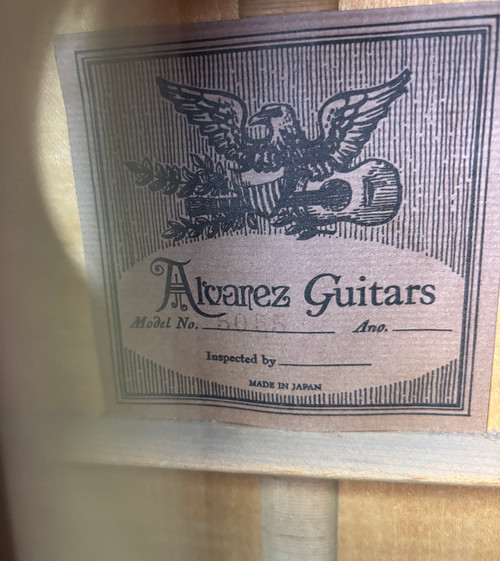 Alvarez Guitars
Model No. Ano.
Inspected by
MADE IN JAPAN